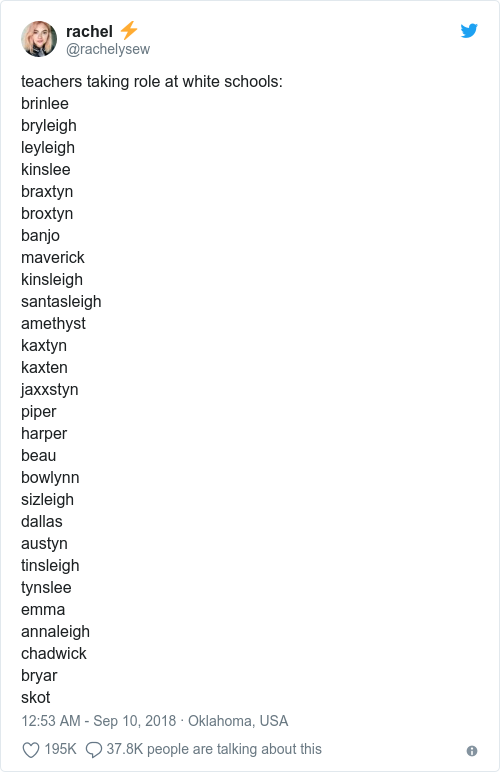 rachel ⚡
@rachelysew
teachers taking role at white schools:
brinlee
bryleigh
leyleigh
kinslee
braxtyn
broxtyn
banjo
maverick
kinsleigh
santasleigh
amethyst
kaxtyn
kaxten
jaxxstyn
piper
harper
beau
bowlynn
sizleigh
dallas
austyn
tinsleigh
tynslee
emma
annaleigh
chadwick
bryar
skot
12:53 AM - Sep 10, 2018 · Oklahoma, USA
195K 37.8K people are talking about this